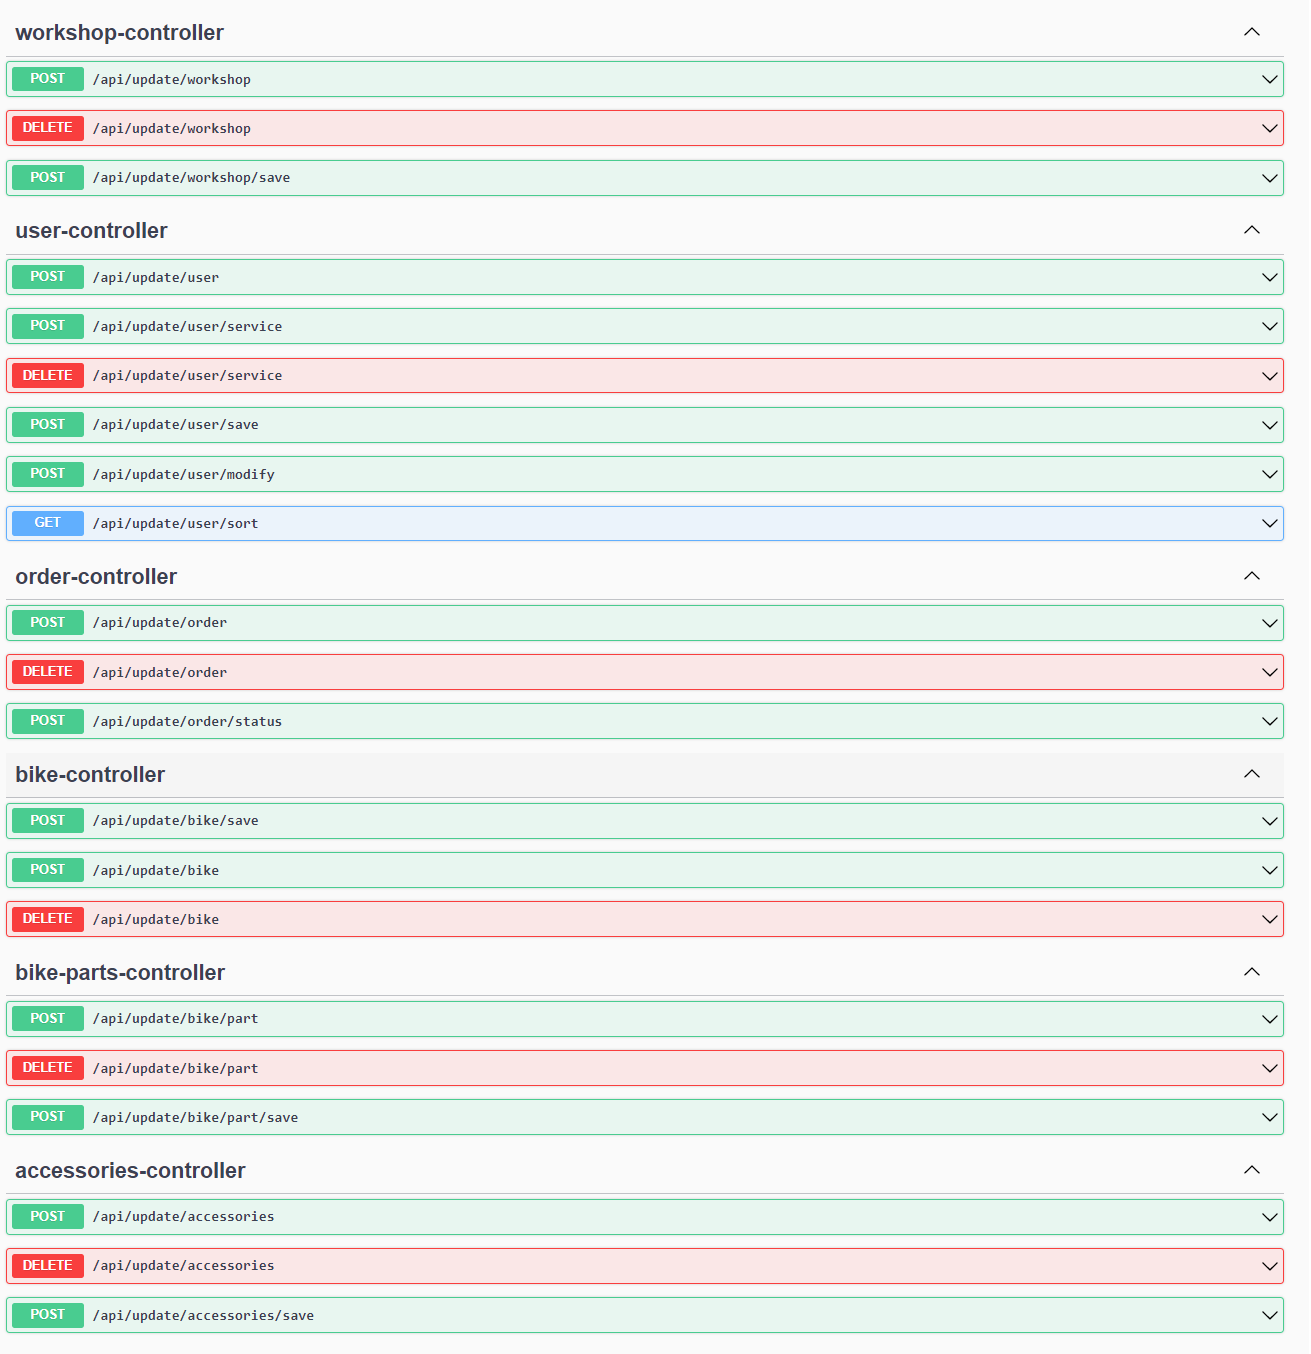 workshop-controller
POST /api/update/workshop
DELETE /api/update/workshop
POST /api/update/workshop/save
user-controller
POST /api/update/user
POST /api/update/user/service
DELETE /api/update/user/service
POST /api/update/user/save
POST /api/update/user/modify
GET /api/update/user/sort
order-controller
POST /api/update/order
DELETE /api/update/order
POST /api/update/order/status
bike-controller
POST /api/update/bike/save
POST /api/update/bike
DELETE /api/update/bike
bike-parts-controller
POST /api/update/bike/part
DELETE /api/update/bike/part
POST /api/update/bike/part/save
accessories-controller
POST /api/update/accessories
DELETE /api/update/accessories
POST /api/update/accessories/save